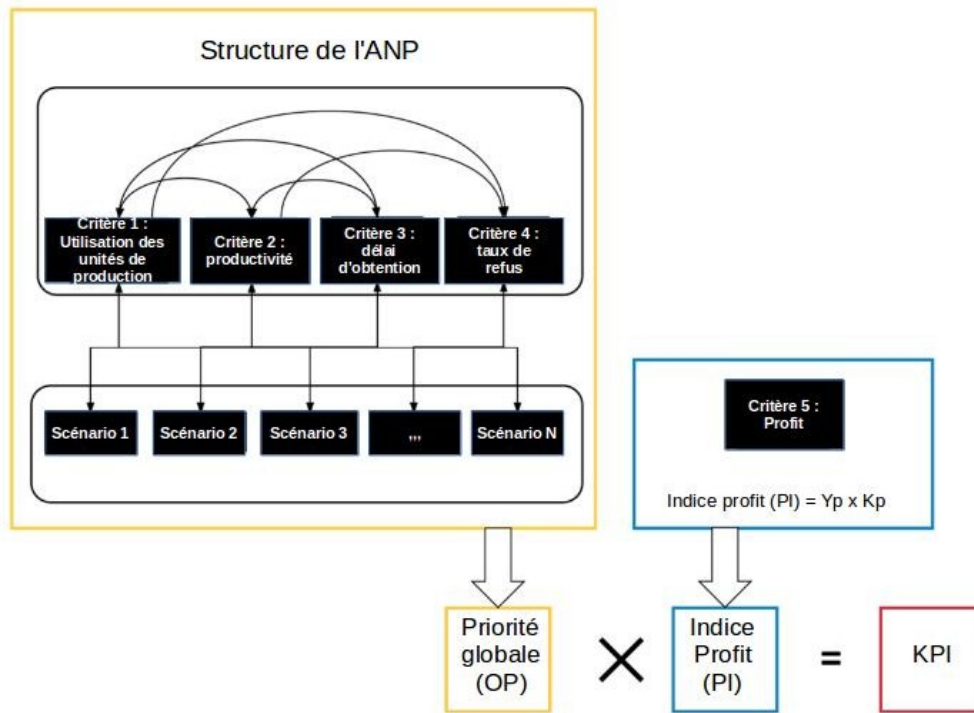 Structure de l'ANP
Critère 1 :
Utilisation des
unités de
production
Critère 2 :
productivité
Critère 3 :
délai
d'obtention
Critère 4 :
taux de
refus
Scénario 1
Scénario 2
Scénario 3
,,,
Scénario N
Critère 5 :
Profit
Indice profit (PI) = Yp x Kp
Priorité
globale
(OP)
Indice
Profit
(PI)
=
KPI